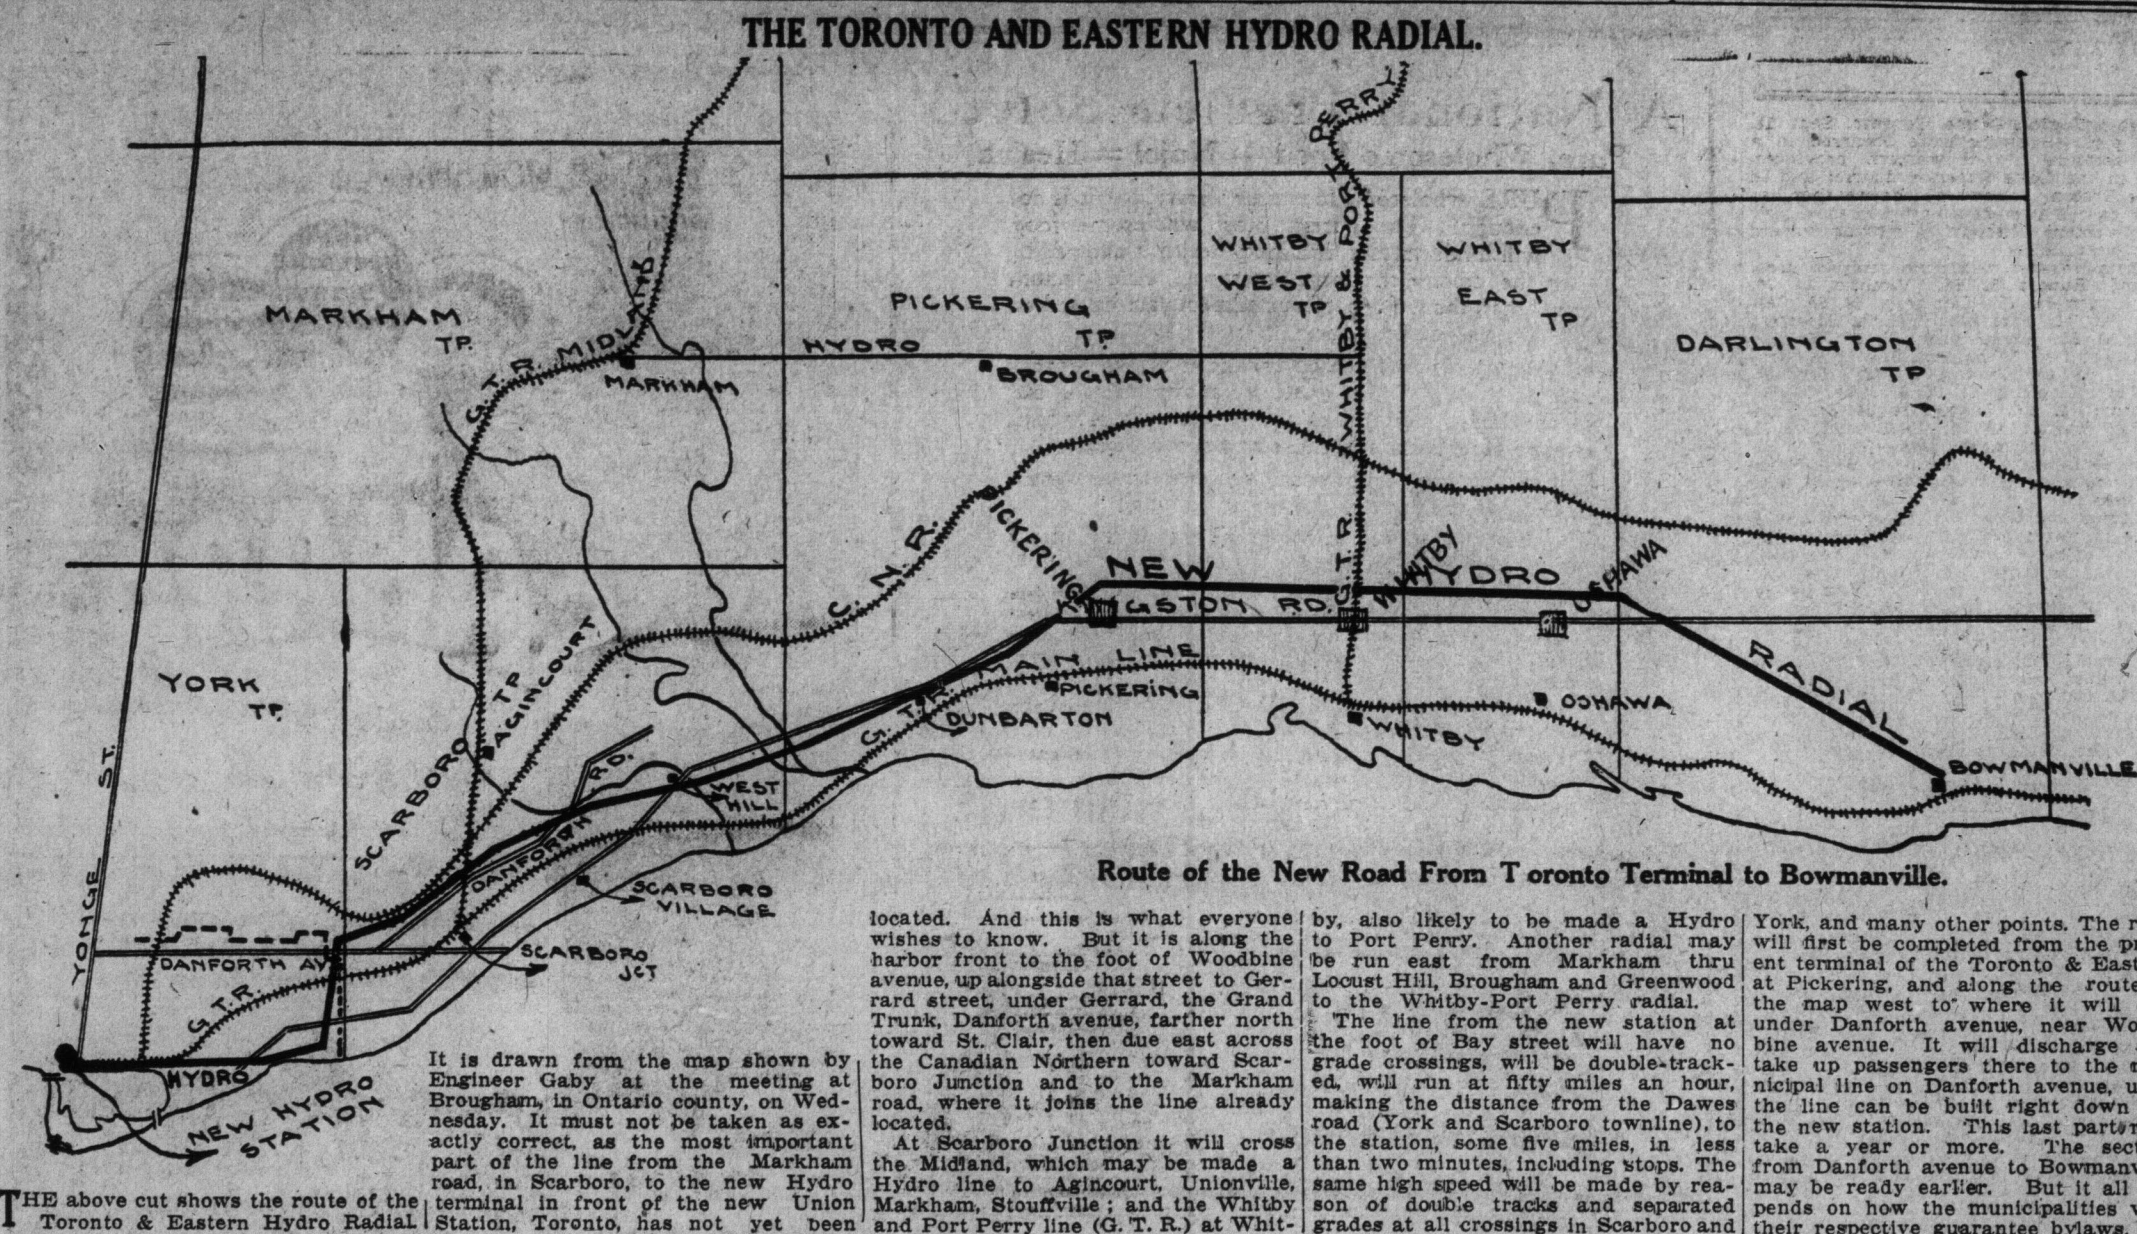 THE TORONTO AND EASTERN HYDRO RADIAL.
PORT PERRY
WHITBY &
G.T.R.
WHITBY
WEST
TP
WHITBY
EAST
TP
MARKHAM
TP.
G.T.R. MIDLAND
MARKHAM
PICKERING
TP.
HYDRO
BROUGHAM
DARLINGTON
TP
C. N. R.
PICKERING
NEW
HYDRO
RADIAL
WHITBY
OSHAWA
KINGSTON RD.
YORK
TP.
SCARBORO TP
AGINCOURT
G. T. R. MAIN LINE
PICKERING
DUNBARTON
OSHAWA
WHITBY
BOWMANVILLE
YONGE ST.
DANFORTH RD.
WEST
HILL
SCARBORO
VILLAGE
SCARBORO
JCT
DANFORTH AV
G.T.R.
HYDRO
NEW HYDRO
STATION
Route of the New Road From T oronto Terminal to Bowmanville.
THE above cut shows the route of the
Toronto & Eastern Hydro Radial.
It is drawn from the map shown by
Engineer Gaby at the meeting at
Brougham, in Ontario county, on Wed-
nesday. It must not be taken as ex-
actly correct, as the most important
part of the line from the Markham
road, in Scarboro, to the new Hydro
terminal in front of the new Union
Station, Toronto, has not yet been
located. And this is what everyone
wishes to know. But it is along the
harbor front to the foot of Woodbine
avenue, up alongside that street to Ger-
rard street, under Gerrard, the Grand
Trunk, Danforth avenue, farther north
toward St. Clair, then due east across
the Canadian Northern toward Scar-
boro Junction and to the Markham
road, where it joins the line already
located.
At Scarboro Junction it will cross
the Midland, which may be made a
Hydro line to Agincourt, Unionville,
Markham, Stouffville; and the Whitby
and Port Perry line (G. T. R.) at Whit-
by, also likely to be made a Hydro
to Port Perry. Another radial may
be run east from Markham thru
Locust Hill, Brougham and Greenwood
to the Whitby-Port Perry radial.
The line from the new station at
the foot of Bay street will have no
grade crossings, will be double-track-
ed, will run at fifty miles an hour,
making the distance from the Dawes
road (York and Scarboro townline), to
the station, some five miles, in less
than two minutes, including stops. The
same high speed will be made by rea-
son of double tracks and separated
grades at all crossings in Scarboro and
York, and many other points. The
will first be completed from the
ent terminal of the Toronto & East
at Pickering, and along the route
the map west to where it will
under Danforth avenue, near Wo
bine avenue. It will discharge
take up passengers there to the
nicipal line on Danforth avenue, u
the line can be built right down
the new station. This last part
take a year or more. The sec
from Danforth avenue to Bowmanv
may be ready earlier. But it all
pends on how the municipalities
their respective guarantee bylaws.